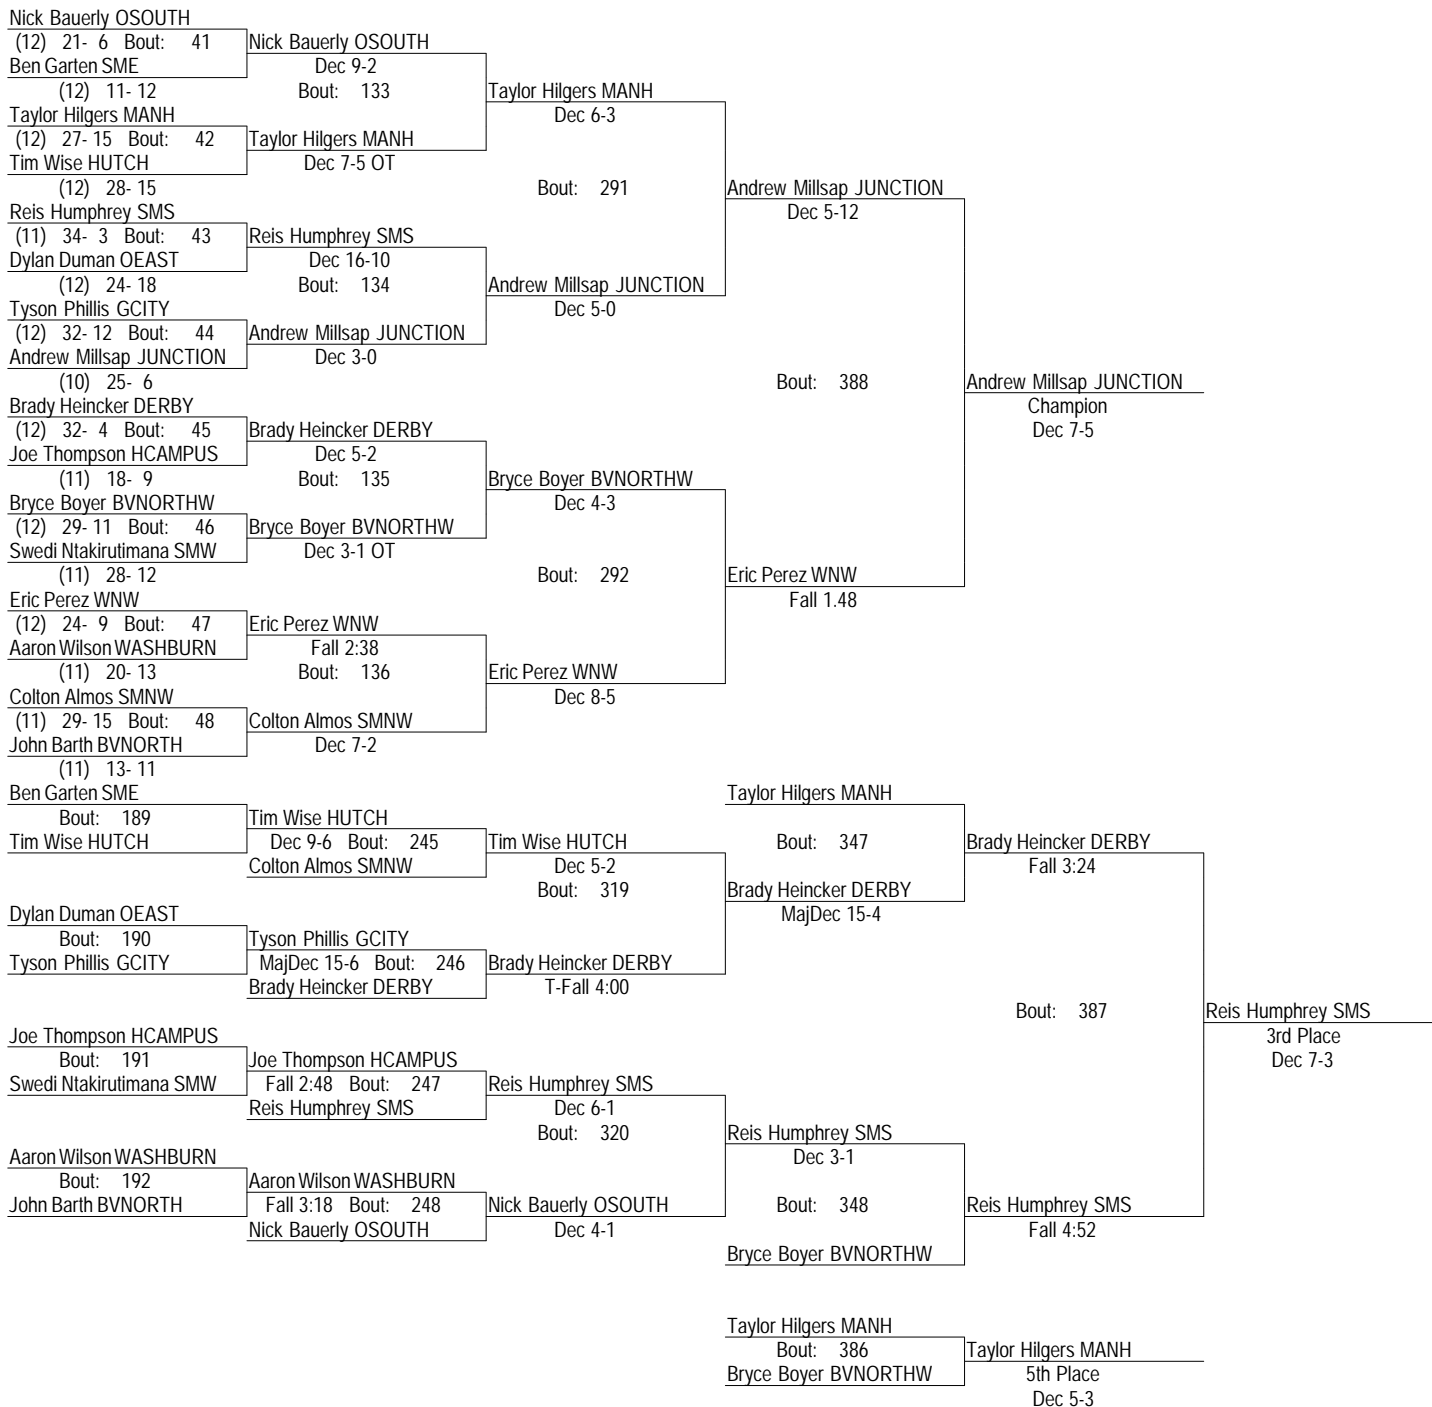 Nick Bauerly OSOUTH
(12) 21- 6 Bout: 41
Nick Bauerly OSOUTH
Ben Garten SME
Dec 9-2
(12) 11- 12
Bout: 133
Taylor Hilgers MANH
Taylor Hilgers MANH
Dec 6-3
(12) 27- 15 Bout: 42
Taylor Hilgers MANH
Tim Wise HUTCH
Dec 7-5 OT
(12) 28- 15
Bout: 291
Andrew Millsap JUNCTION
Reis Humphrey SMS
Dec 5-12
(11) 34- 3 Bout: 43
Reis Humphrey SMS
Dylan Duman OEAST
Dec 16-10
(12) 24- 18
Bout: 134
Andrew Millsap JUNCTION
Tyson Phillis GCITY
Dec 5-0
(12) 32- 12 Bout: 44
Andrew Millsap JUNCTION
Andrew Millsap JUNCTION
Dec 3-0
(10) 25- 6
Bout: 388
Andrew Millsap JUNCTION
Brady Heincker DERBY
Champion
(12) 32- 4 Bout: 45
Brady Heincker DERBY
Dec 7-5
Joe Thompson HCAMPUS
Dec 5-2
(11) 18- 9
Bout: 135
Bryce Boyer BVNORTHW
Bryce Boyer BVNORTHW
Dec 4-3
(12) 29- 11 Bout: 46
Bryce Boyer BVNORTHW
Swedi Ntakirutimana SMW
Dec 3-1 OT
(11) 28- 12
Bout: 292
Eric Perez WNW
Eric Perez WNW
Fall 1.48
(12) 24- 9 Bout: 47
Eric Perez WNW
Aaron Wilson WASHBURN
Fall 2:38
(11) 20- 13
Bout: 136
Eric Perez WNW
Colton Almos SMNW
Dec 8-5
(11) 29- 15 Bout: 48
Colton Almos SMNW
John Barth BVNORTH
Dec 7-2
(11) 13- 11
Ben Garten SME
Taylor Hilgers MANH
Bout: 189
Tim Wise HUTCH
Tim Wise HUTCH
Dec 9-6 Bout: 245
Tim Wise HUTCH
Bout: 347
Brady Heincker DERBY
Colton Almos SMNW
Dec 5-2
Fall 3:24
Bout: 319
Brady Heincker DERBY
Dylan Duman OEAST
MajDec 15-4
Bout: 190
Tyson Phillis GCITY
Tyson Phillis GCITY
MajDec 15-6 Bout: 246
Brady Heincker DERBY
Brady Heincker DERBY
T-Fall 4:00
Bout: 387
Reis Humphrey SMS
Joe Thompson HCAMPUS
3rd Place
Bout: 191
Joe Thompson HCAMPUS
Dec 7-3
Swedi Ntakirutimana SMW
Fall 2:48 Bout: 247
Reis Humphrey SMS
Reis Humphrey SMS
Dec 6-1
Bout: 320
Reis Humphrey SMS
Aaron Wilson WASHBURN
Dec 3-1
Bout: 192
Aaron Wilson WASHBURN
John Barth BVNORTH
Fall 3:18 Bout: 248
Nick Bauerly OSOUTH
Bout: 348
Reis Humphrey SMS
Nick Bauerly OSOUTH
Dec 4-1
Fall 4:52
Bryce Boyer BVNORTHW
Taylor Hilgers MANH
Bout: 386
Taylor Hilgers MANH
Bryce Boyer BVNORTHW
5th Place
Dec 5-3